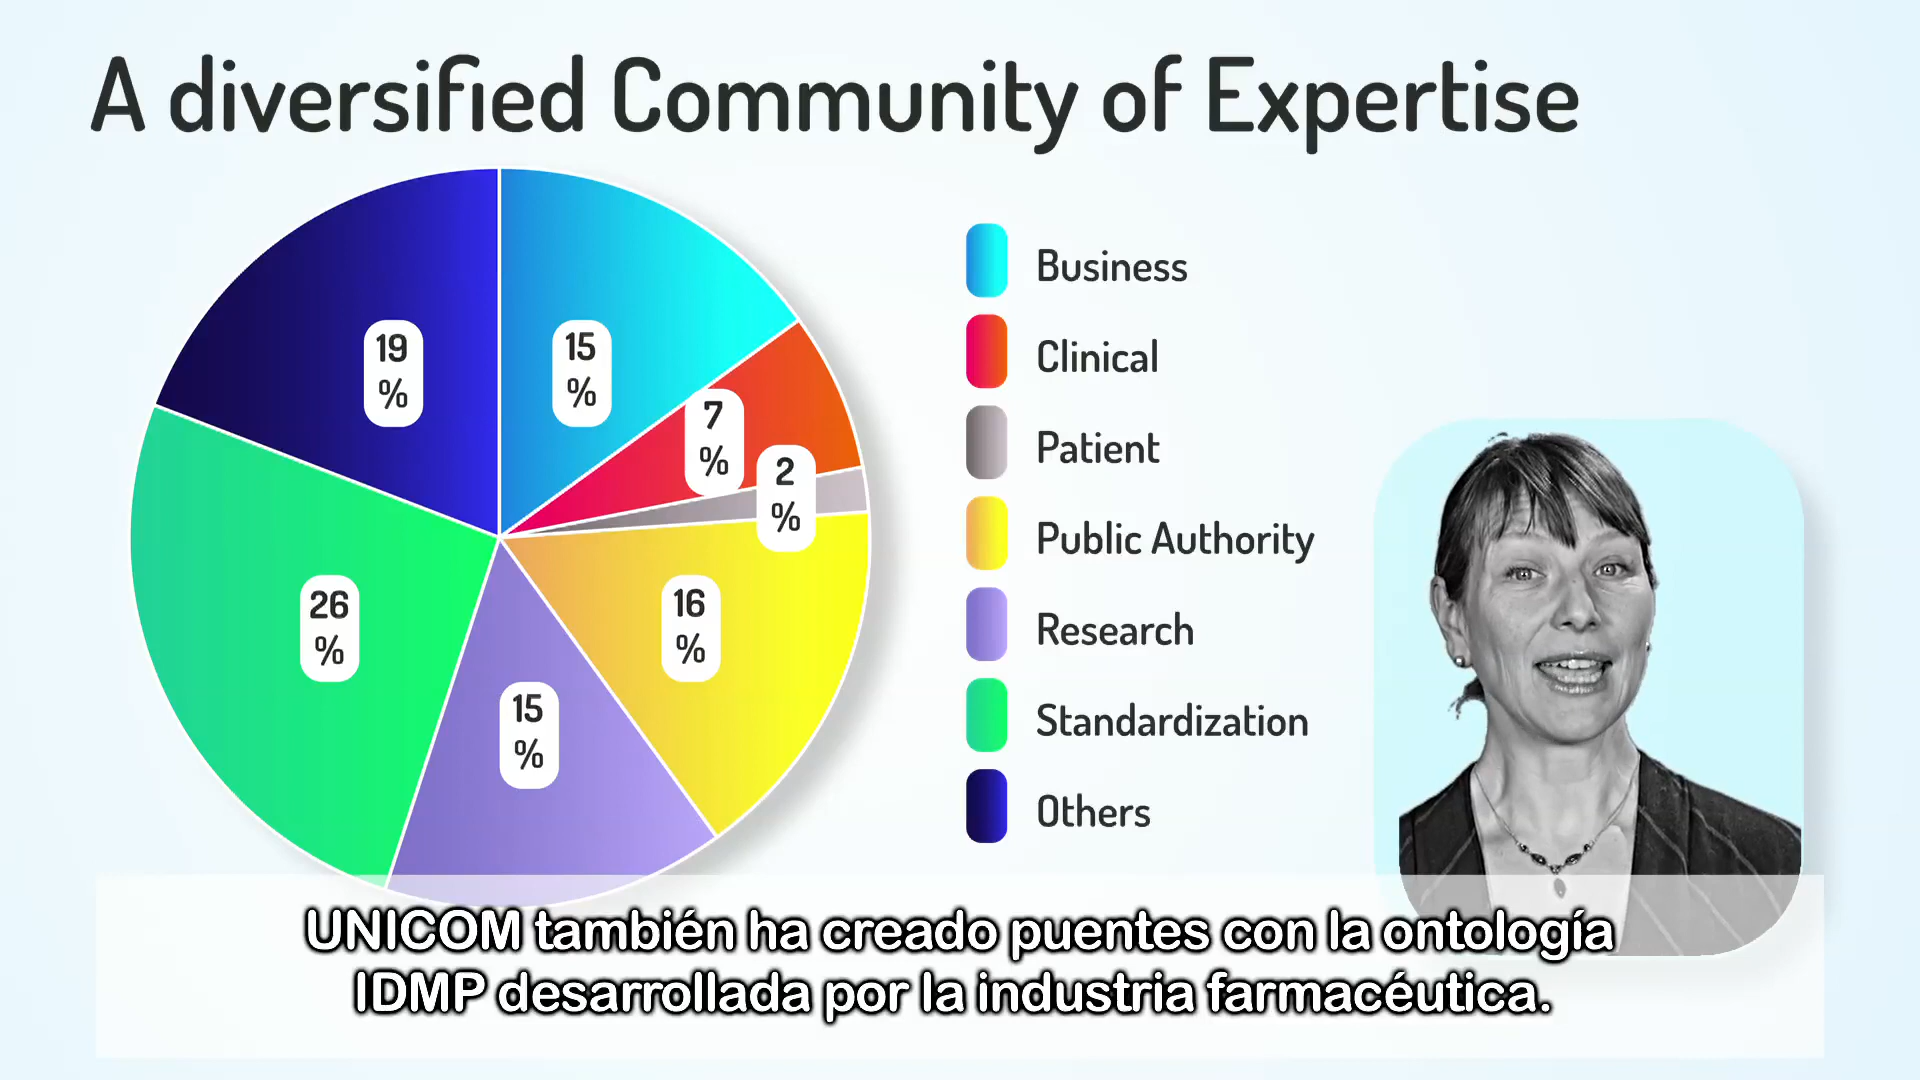 A diversified Community of Expertise
19
%
15
%
7
%
2
%
26
%
16
%
15
%
Business
Clinical
Patient
Public Authority
Research
Standardization
Others
UNICOM también ha creado puentes con la ontología
IDMP desarrollada por la industria farmacéutica.